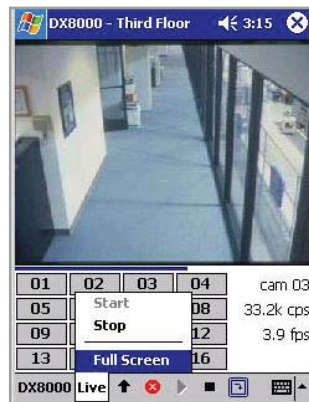 DX8000 - Third Floor 3:15
01 02 03 04 cam 03
05 Start 08 33.2k cps
09 Stop 12 3.9 fps
13 Full Screen 16
DX8000 Live